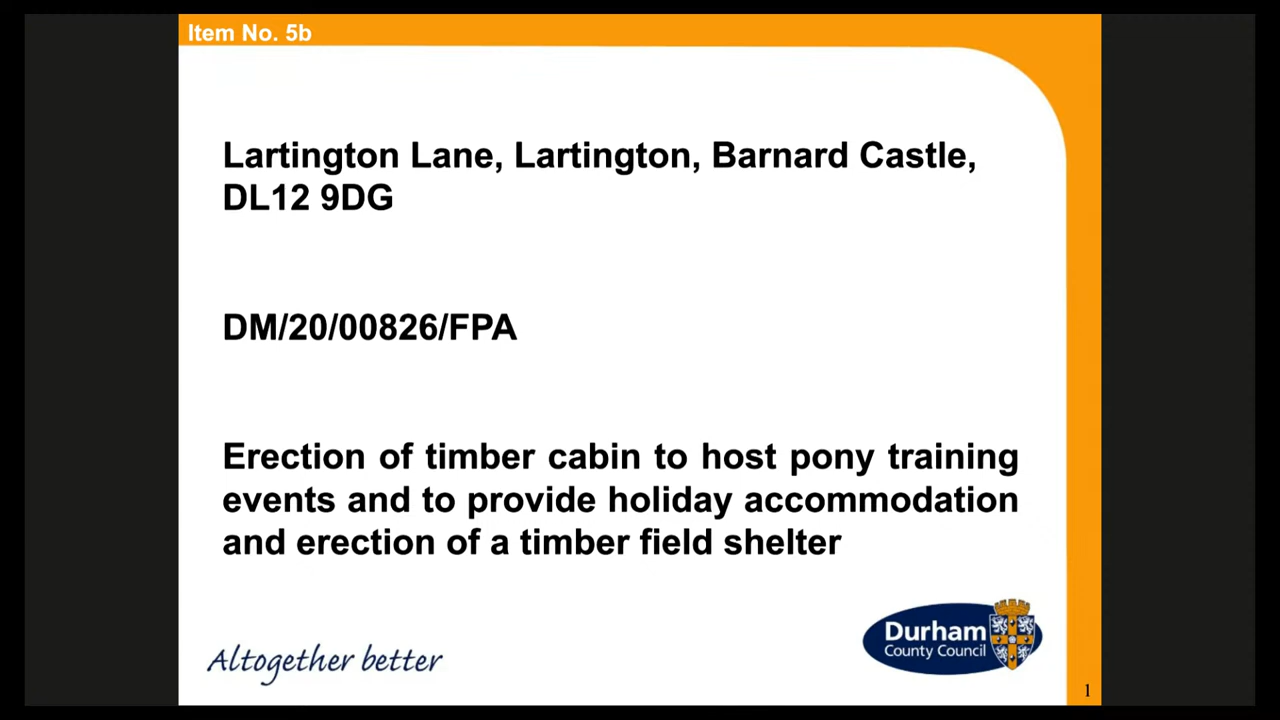 Item No. 5b
Lartington Lane, Lartington, Barnard Castle,
DL12 9DG
DM/20/00826/FPA
Erection of timber cabin to host pony training
events and to provide holiday accommodation
and erection of a timber field shelter
Altogether better
Durham
County Council
1